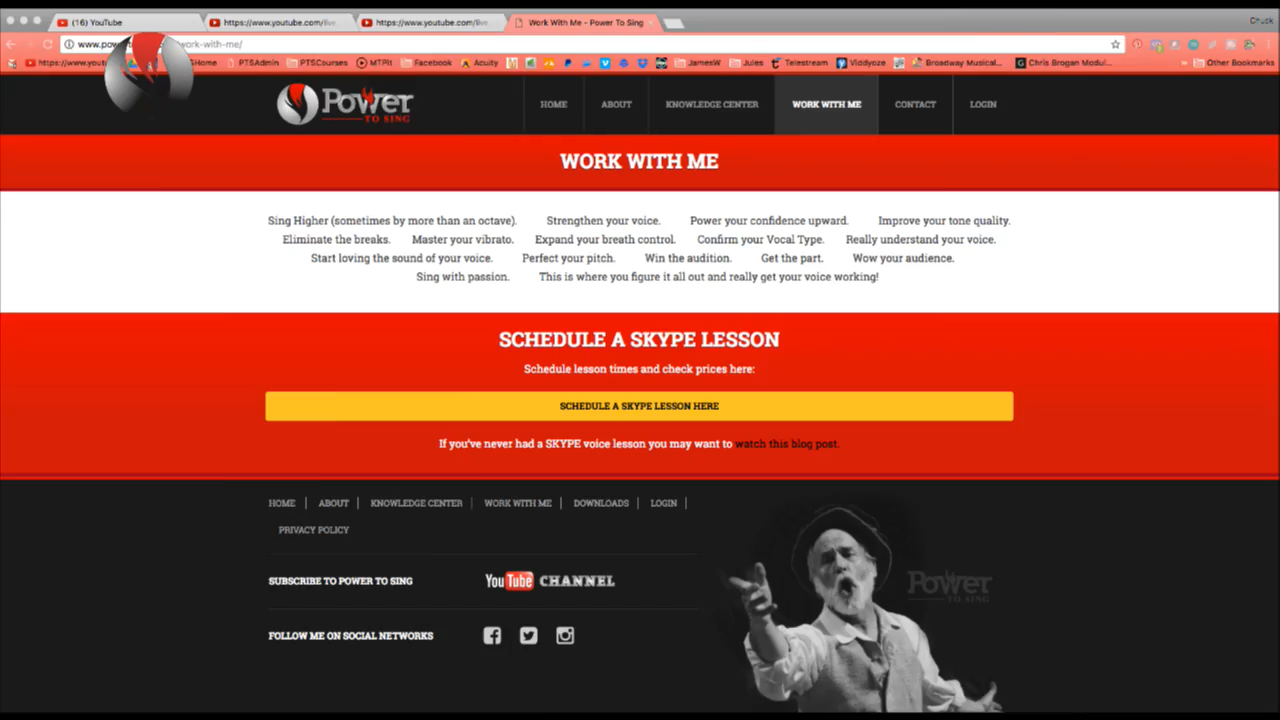 Chuck
(16) YouTube
https://www.youtube.com/live
https://www.youtube.com/live
Work With Me - Power To Sing
work-with-me/
PTSAdmin
PTSCourses
MTPit
Facebook
Acuity
JamesW
Jules
Telestream
Viddyoze
Broadway Musical...
Chris Brogan Modul...
Other Bookmarks
Power
TO SING
HOME
ABOUT
KNOWLEDGE CENTER
WORK WITH ME
CONTACT
LOGIN
WORK WITH ME
Sing Higher (sometimes by more than an octave). Strengthen your voice. Power your confidence upward. Improve your tone quality.
Eliminate the breaks. Master your vibrato. Expand your breath control. Confirm your Vocal Type. Really understand your voice.
Start loving the sound of your voice. Perfect your pitch. Win the audition. Get the part. Wow your audience.
Sing with passion. This is where you figure it all out and really get your voice working!
SCHEDULE A SKYPE LESSON
Schedule lesson times and check prices here:
SCHEDULE A SKYPE LESSON HERE
If you've never had a SKYPE voice lesson you may want to watch this blog post.
HOME | ABOUT | KNOWLEDGE CENTER | WORK WITH ME | DOWNLOADS | LOGIN |
PRIVACY POLICY
SUBSCRIBE TO POWER TO SING
YouTube CHANNEL
FOLLOW ME ON SOCIAL NETWORKS
Power
TO SING